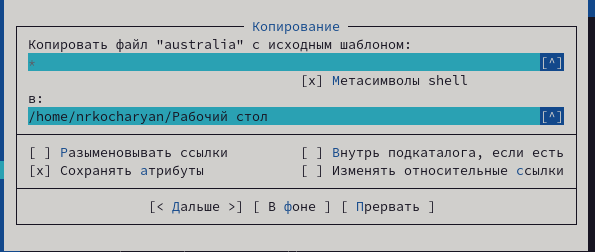 Копирование
Копировать файл "australia" с исходным шаблоном:
* [^]
[x] Метасимволы shell
в:
/home/nrkocharyan/Рабочий стол [^]
[ ] Разыменовывать ссылки [ ] Внутрь подкаталога, если есть
[x] Сохранять атрибуты [ ] Изменять относительные ссылки
[< Дальше >] [ В фоне ] [ Прервать ]